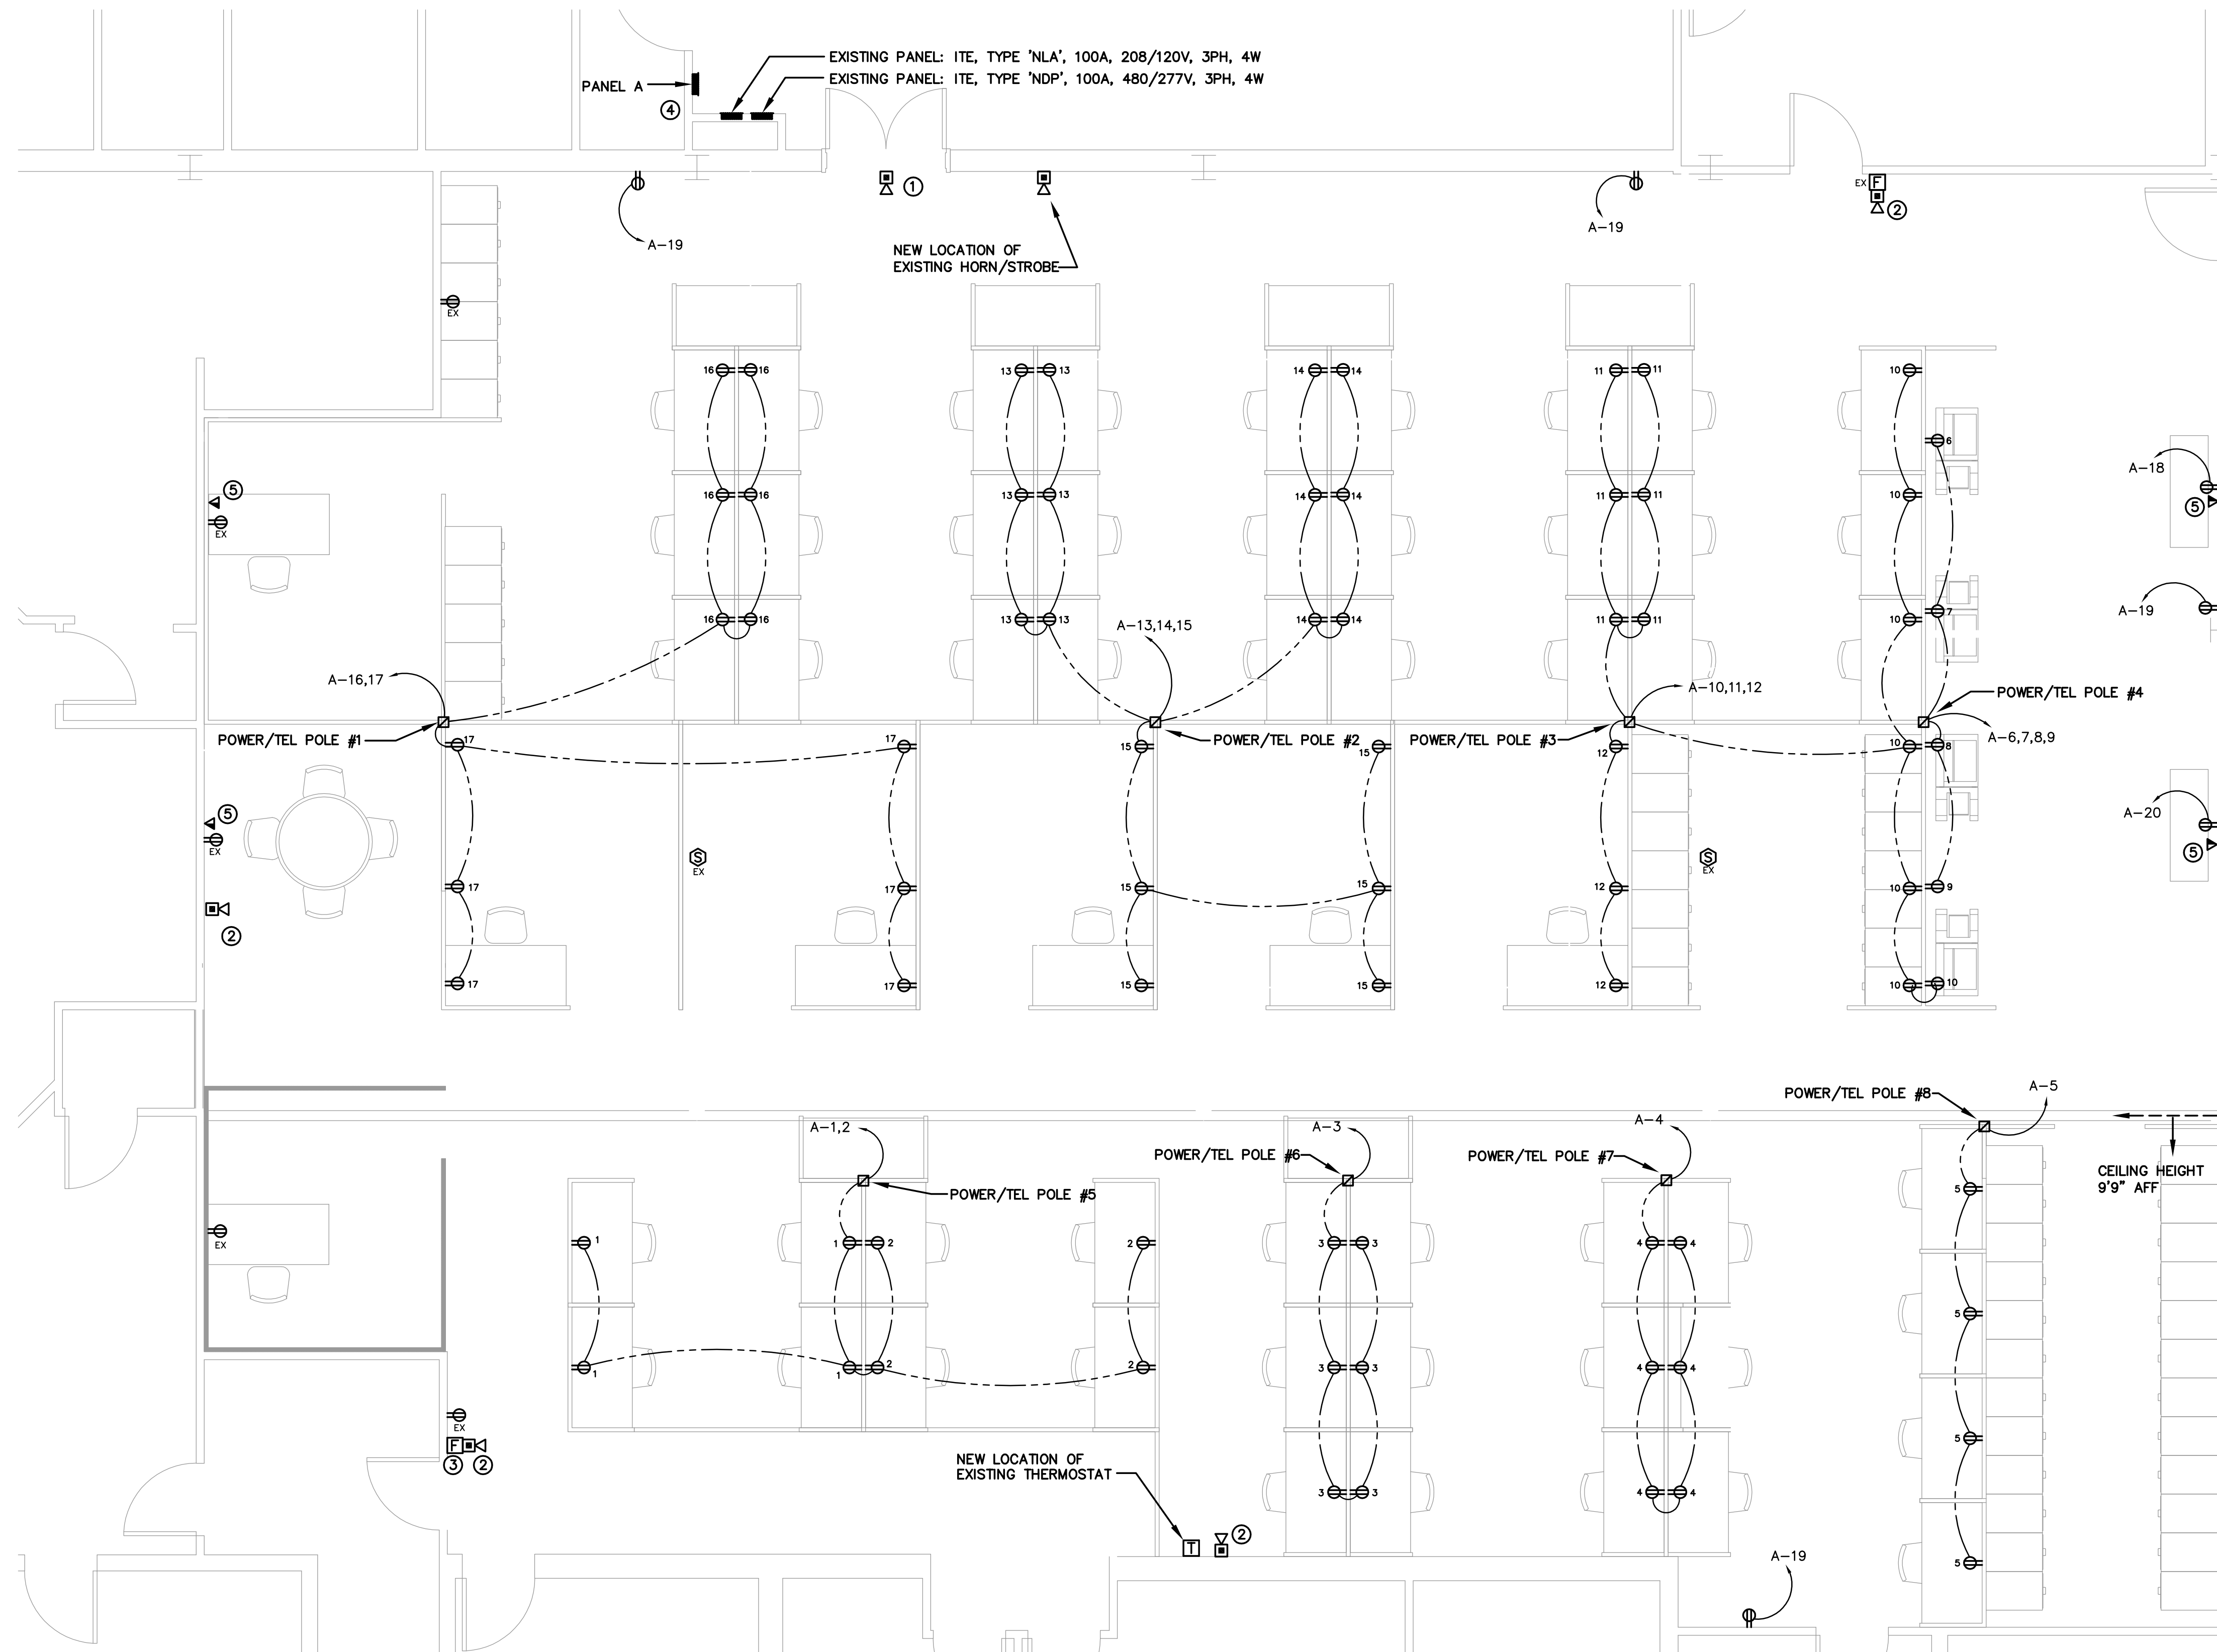 EXISTING PANEL: ITE, TYPE 'NLA', 100A, 208/120V, 3PH, 4W
EXISTING PANEL: ITE, TYPE 'NDP', 100A, 480/277V, 3PH, 4W
PANEL A
4
1
EX F
2
A-19
A-19
NEW LOCATION OF
EXISTING HORN/STROBE
EX
16 16 13 13 14 14 11 11 10
6
A-18
5
5
EX
16 16 13 13 14 14 11 11 10
7
A-19
16 16 13 13 14 14 11 11 10
A-13,14,15
A-16,17
A-10,11,12
POWER/TEL POLE #4
POWER/TEL POLE #1
POWER/TEL POLE #2
POWER/TEL POLE #3
A-6,7,8,9
17 17 15 15 12 10 8
A-20
5
EX
5
S
EX
S
EX
17 17 15 15 12 10 9
2
17 17 15 15 12 10 10
POWER/TEL POLE #8
A-5
A-1,2
A-3
A-4
POWER/TEL POLE #6
POWER/TEL POLE #7
POWER/TEL POLE #5
CEILING HEIGHT
9'9" AFF
5
EX
1 1 2 2 3 3 4 4
5
1 1 2 2 3 3 4 4
EX
F
3 2
5
NEW LOCATION OF
EXISTING THERMOSTAT
3 3 4 4
T
2
A-19
5